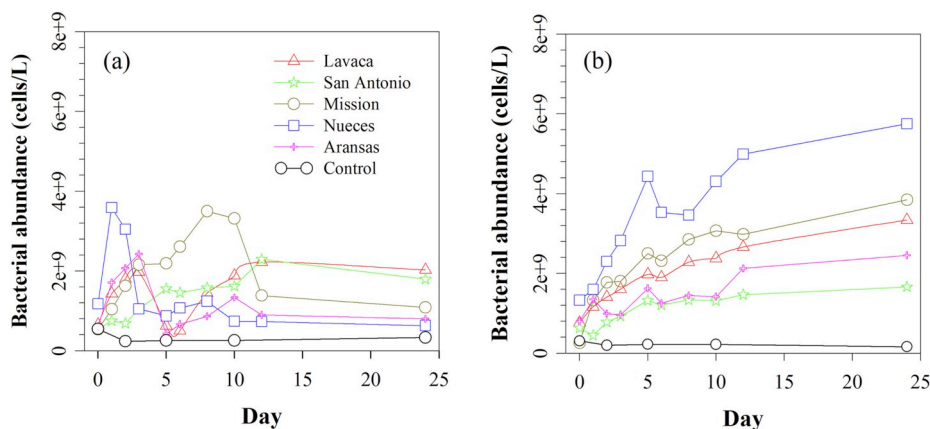 Bacterial abundance (cells/L)
8e+9
6e+9
4e+9
2e+9
0
(a)
Lavaca
San Antonio
Mission
Nueces
Aransas
Control
0 5 10 15 20 25
Day
Bacterial abundance (cells/L)
8e+9
6e+9
4e+9
2e+9
0
(b)
0 5 10 15 20 25
Day